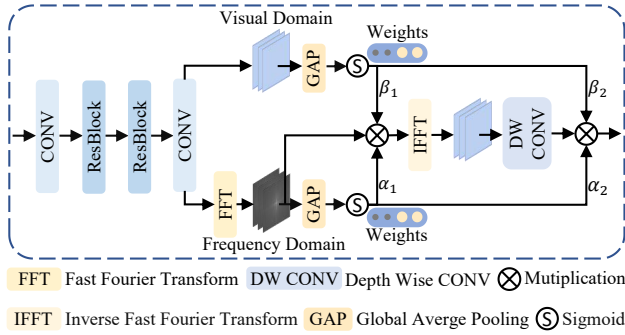 Visual Domain
Weights
GAP
S
β1
β2
CONV
ResBlock
ResBlock
CONV
IFFT
DW
CONV
α1
α2
FFT
GAP
S
Frequency Domain
Weights
FFT Fast Fourier Transform DW CONV Depth Wise CONV Mutiplication
IFFT Inverse Fast Fourier Transform GAP Global Averge Pooling S Sigmoid